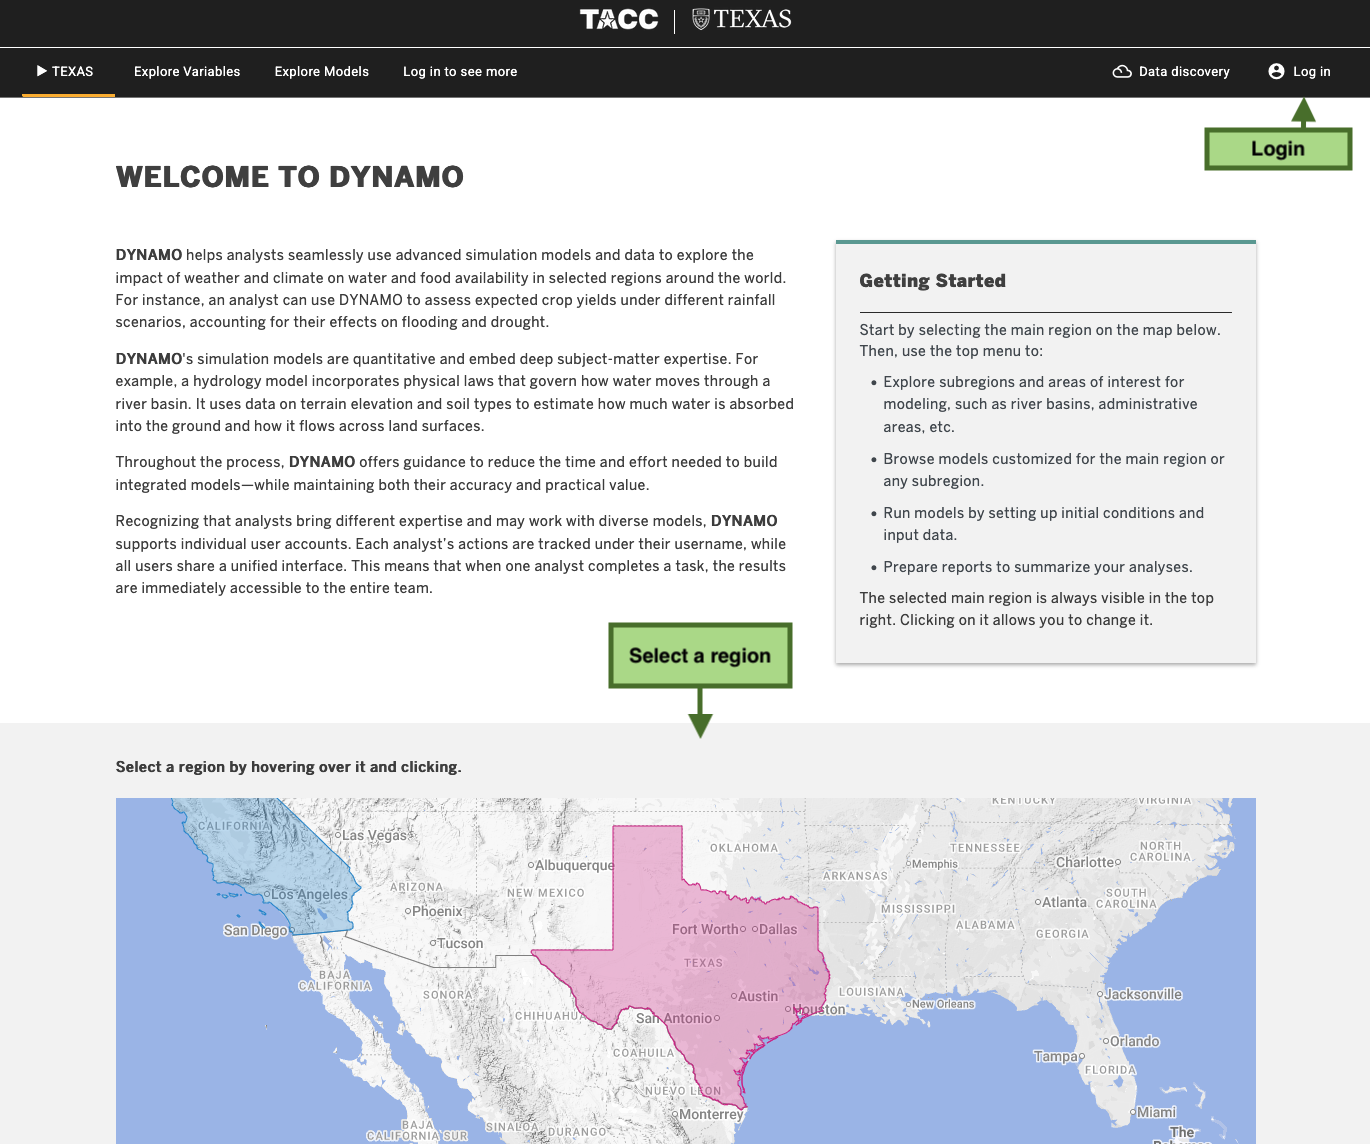 TACC | TEXAS
TEXAS
Explore Variables
Explore Models
Log in to see more
Data discovery
Log in
Login
WELCOME TO DYNAMO
DYNAMO helps analysts seamlessly use advanced simulation models and data to explore the
impact of weather and climate on water and food availability in selected regions around the world.
For instance, an analyst can use DYNAMO to assess expected crop yields under different rainfall
scenarios, accounting for their effects on flooding and drought.
DYNAMO's simulation models are quantitative and embed deep subject-matter expertise. For
example, a hydrology model incorporates physical laws that govern how water moves through a
river basin. It uses data on terrain elevation and soil types to estimate how much water is absorbed
into the ground and how it flows across land surfaces.
Throughout the process, DYNAMO offers guidance to reduce the time and effort needed to build
integrated models—while maintaining both their accuracy and practical value.
Recognizing that analysts bring different expertise and may work with diverse models, DYNAMO
supports individual user accounts. Each analyst's actions are tracked under their username, while
all users share a unified interface. This means that when one analyst completes a task, the results
are immediately accessible to the entire team.
Getting Started
Start by selecting the main region on the map below.
Then, use the top menu to:
• Explore subregions and areas of interest for
modeling, such as river basins, administrative
areas, etc.
• Browse models customized for the main region or
any subregion.
• Run models by setting up initial conditions and
input data.
• Prepare reports to summarize your analyses.
The selected main region is always visible in the top
right. Clicking on it allows you to change it.
Select a region
Select a region by hovering over it and clicking.
KENTUCKY
VIRGINIA
CALIFORNIA
Las Vegas
OKLAHOMA
TENNESSEE
NORTH
CAROLINA
Albuquerque
Memphis
Charlotte
ARKANSAS
ARIZONA
NEW MEXICO
Los Angeles
SOUTH
CAROLINA
Phoenix
MISSISSIPPI
Atlanta
San Diego
Fort Worth
Dallas
ALABAMA
GEORGIA
Tucson
TEXAS
BAJA
CALIFORNIA
SONORA
Austin
LOUISIANA
Jacksonville
New Orleans
CHIHUAHUA
San Antonio
Houston
Orlando
COAHUILA
Tampa
FLORIDA
NUEVO LEON
Monterrey
Miami
BAJA
CALIFORNIA SUR
SINALOA
DURANGO
The
Bahamas